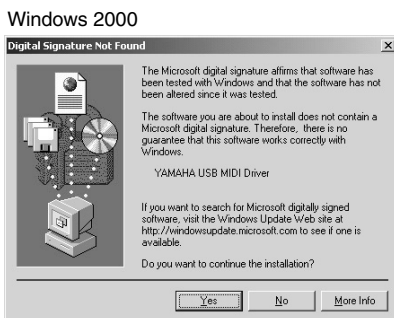 Windows 2000
Digital Signature Not Found
The Microsoft digital signature affirms that software has
been tested with Windows and that the software has not
been altered since it was tested.
The software you are about to install does not contain a
Microsoft digital signature. Therefore, there is no
guarantee that this software works correctly with
Windows.
YAMAHA USB MIDI Driver
If you want to search for Microsoft digitally signed
software, visit the Windows Update Web site at
http://windowsupdate.microsoft.com to see if one is
available.
Do you want to continue the installation?
Yes No More Info